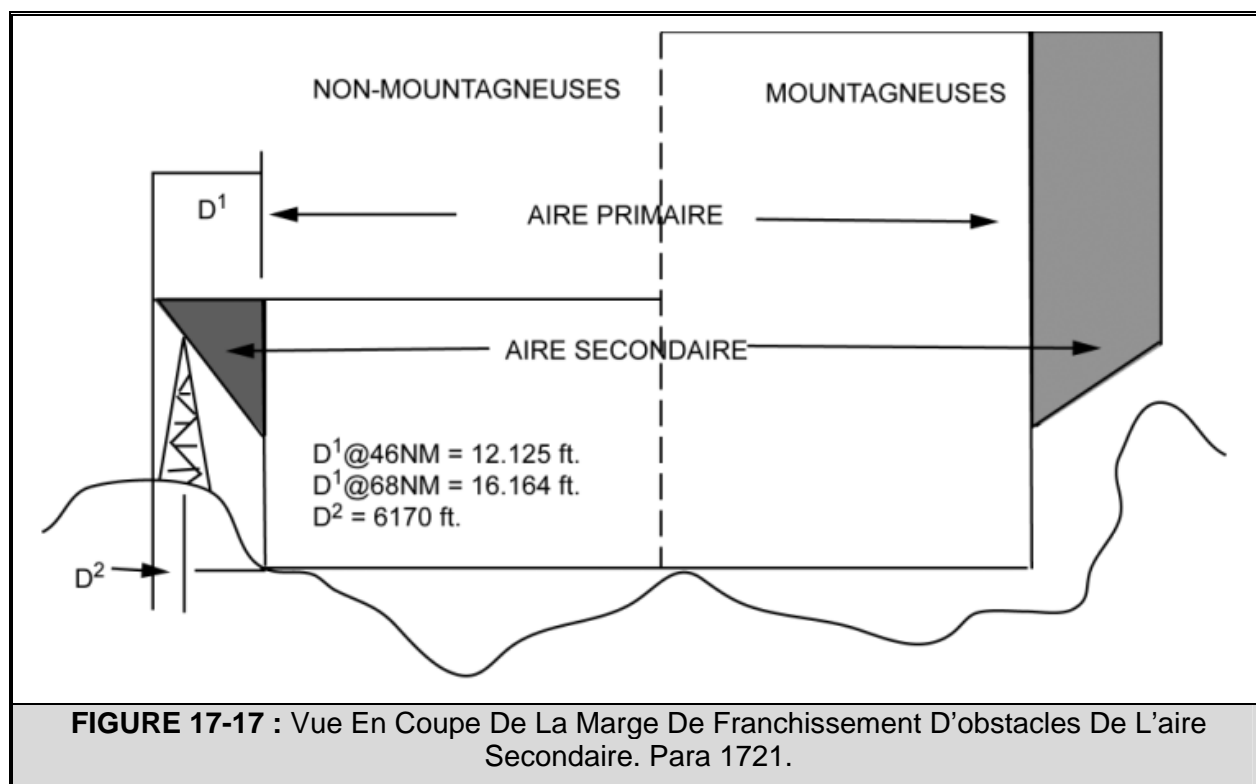 NON-MOUNTAGNEUSES
MOUNTAGNEUSES
D¹
AIRE PRIMAIRE
AIRE SECONDAIRE
D¹@46NM = 12.125 ft.
D¹@68NM = 16.164 ft.
D² = 6170 ft.
D²
FIGURE 17-17 : Vue En Coupe De La Marge De Franchissement D’obstacles De L’aire
Secondaire. Para 1721.